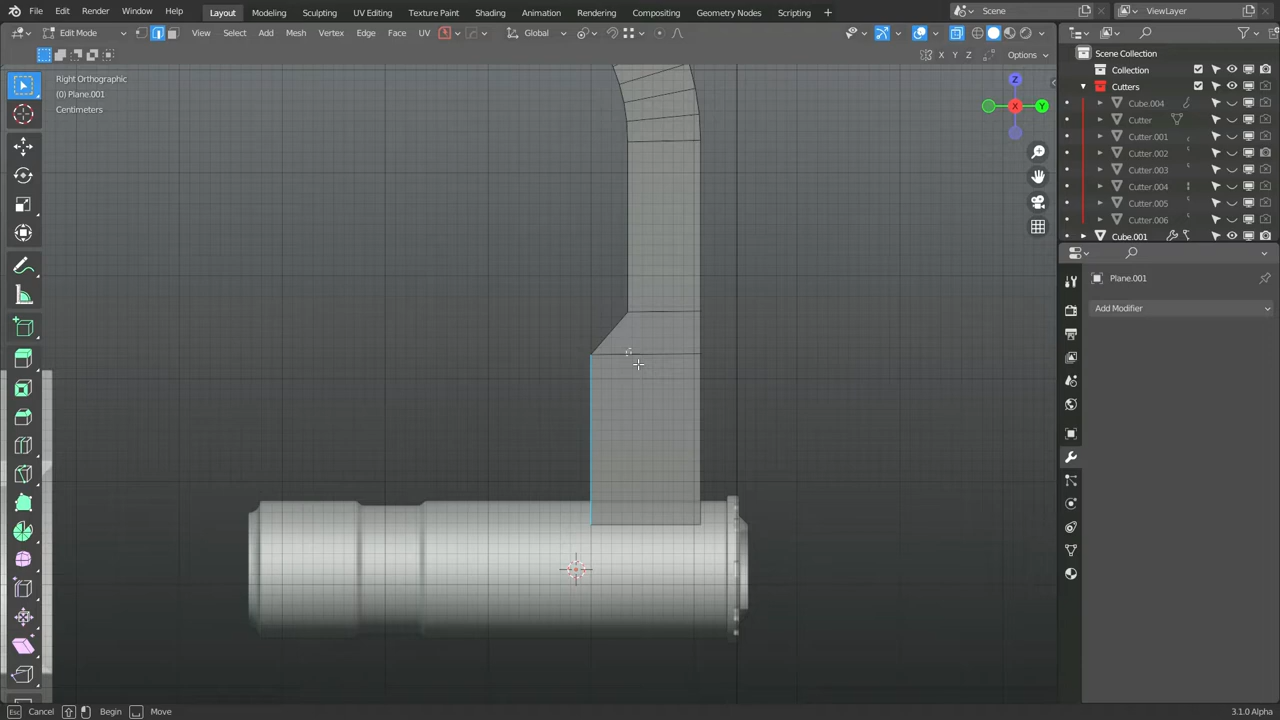 File Edit Render Window Help Layout Modeling Sculpting UV Editing Texture Paint Shading Animation Rendering Compositing Geometry Nodes Scripting + Scene ViewLayer
Edit Mode View Select Add Mesh Vertex Edge Face UV Global
X Y Z Options
Right Orthographic
(0) Plane.001
Centimeters
Z
X
Y
Scene Collection
Collection
Cutters
Cube.004
Cutter
Cutter.001
Cutter.002
Cutter.003
Cutter.004
Cutter.005
Cutter.006
Cube.001
Plane.001
Add Modifier
Esc Cancel Begin Move
3.1.0 Alpha